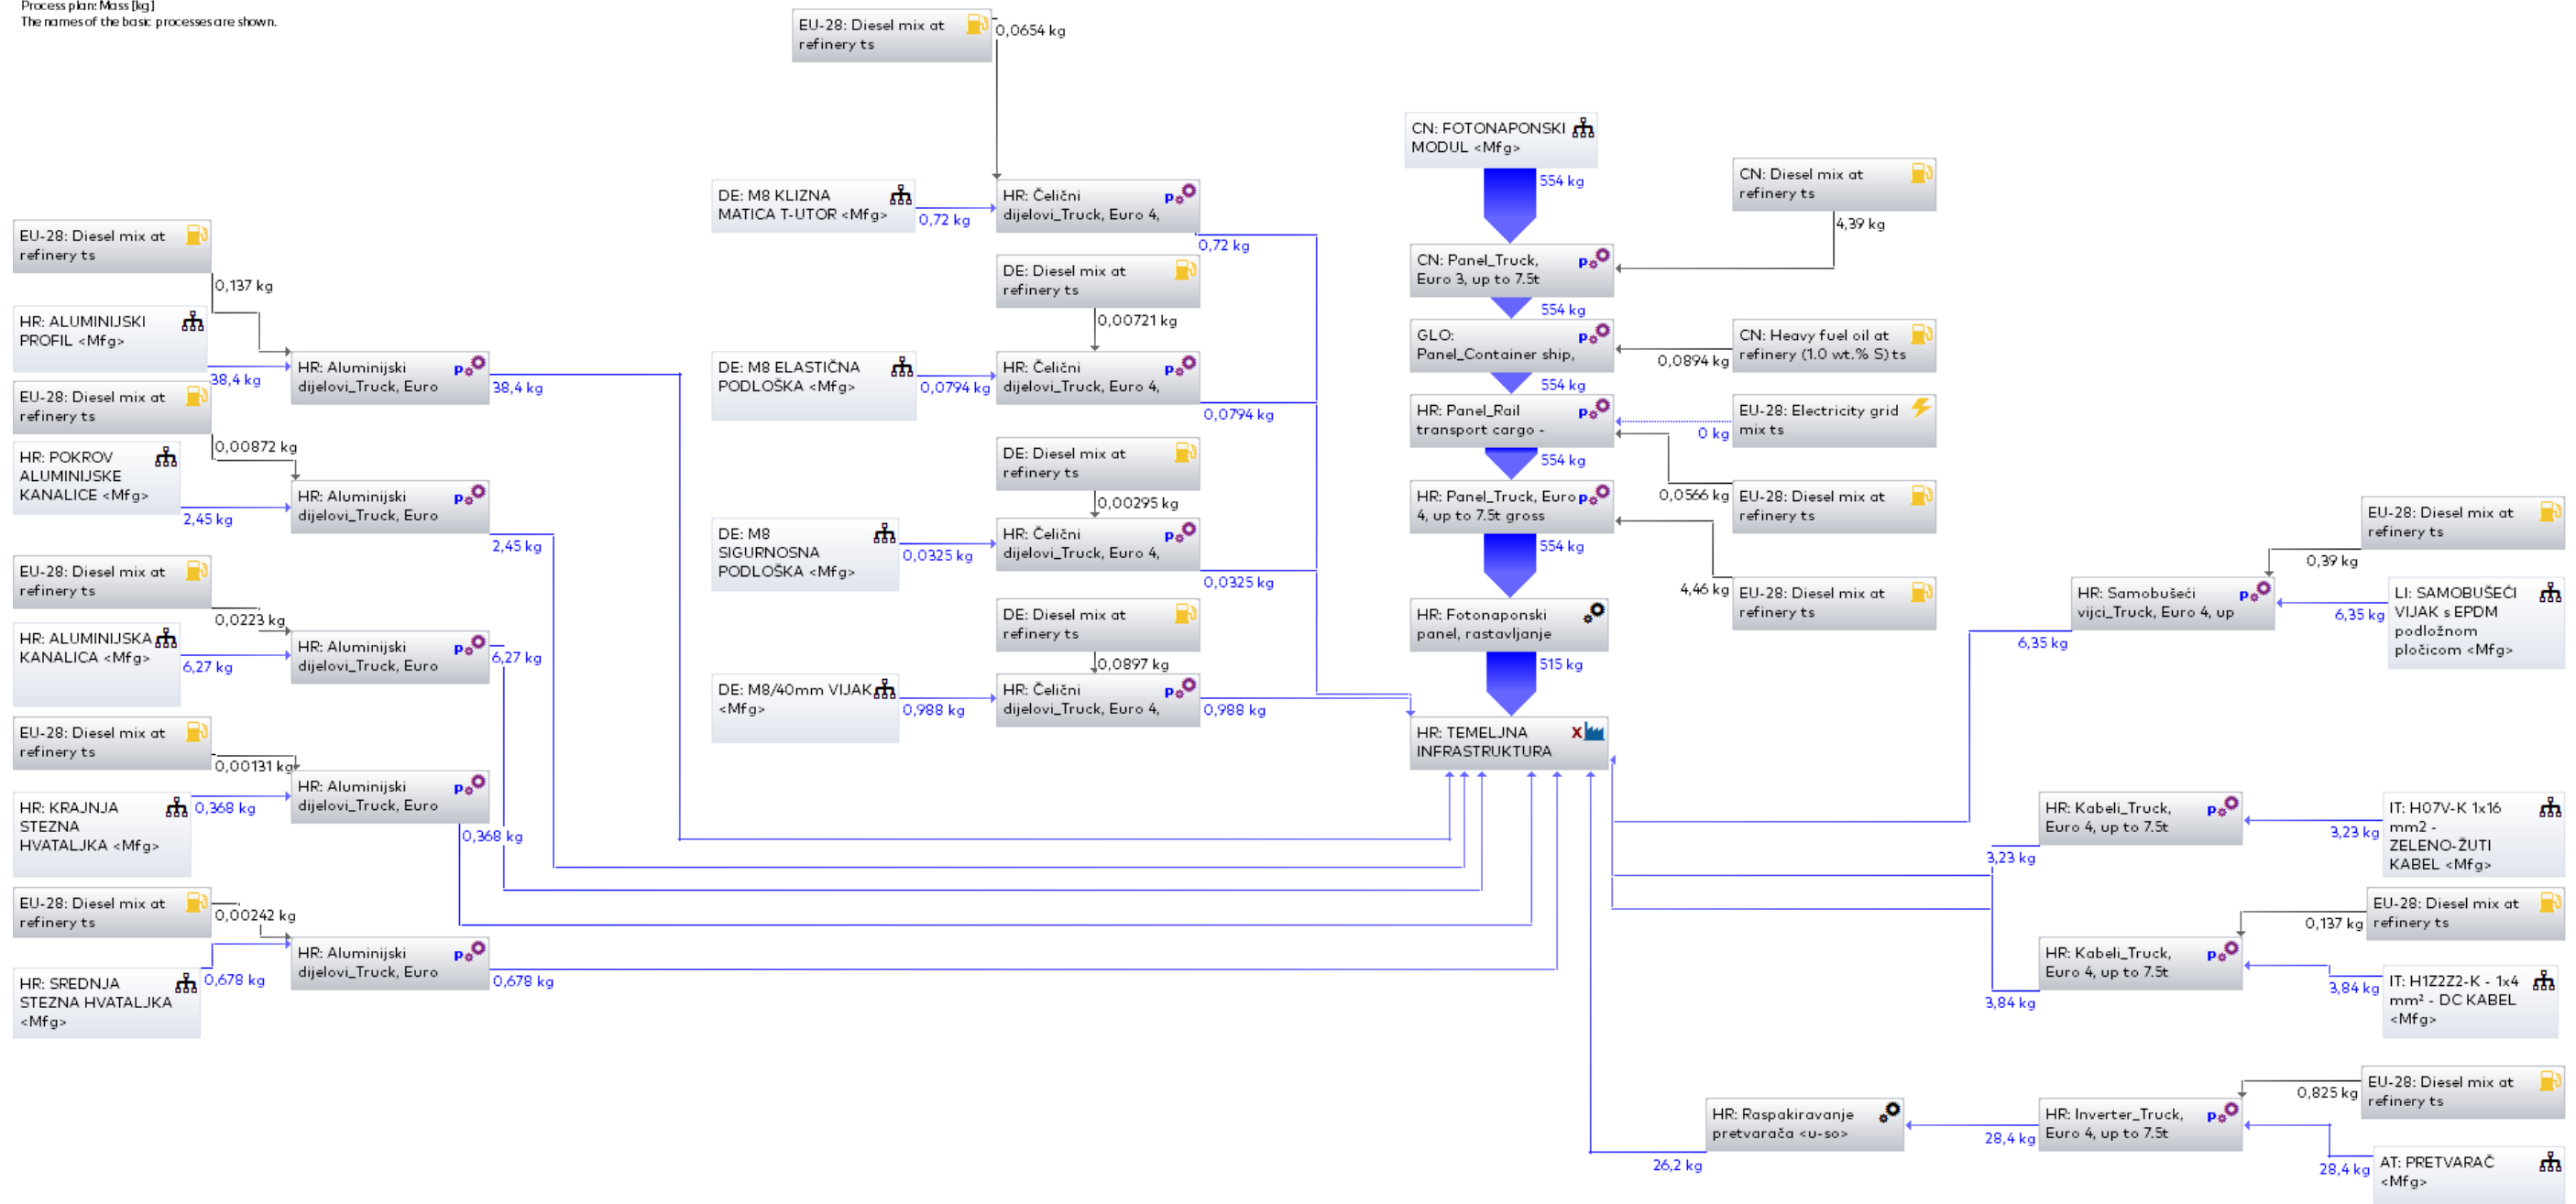 Process plan: Mass [kg]
The names of the basic processes are shown.
EU-28: Diesel mix at
refinery ts
0,0654 kg
CN: FOTONAPONSKI
MODUL <Mfg>
554 kg
CN: Diesel mix at
refinery ts
4,39 kg
DE: M8 KLIZNA
MATICA T-UTOR <Mfg>
0,72 kg
HR: Čelični
dijelovi_Truck, Euro 4,
0,72 kg
EU-28: Diesel mix at
refinery ts
0,137 kg
HR: ALUMINIJSKI
PROFIL <Mfg>
38,4 kg
HR: Aluminijski
dijelovi_Truck, Euro
38,4 kg
DE: Diesel mix at
refinery ts
0,00721 kg
CN: Panel_Truck,
Euro 3, up to 7.5t
554 kg
GLO:
Panel_Container ship,
554 kg
CN: Heavy fuel oil at
refinery (1.0 wt.% S) ts
0,0894 kg
DE: M8 ELASTIČNA
PODLOŠKA <Mfg>
0,0794 kg
HR: Čelični
dijelovi_Truck, Euro 4,
0,0794 kg
EU-28: Diesel mix at
refinery ts
0,00872 kg
HR: POKROV
ALUMINIJSKE
KANALICE <Mfg>
2,45 kg
HR: Aluminijski
dijelovi_Truck, Euro
2,45 kg
HR: Panel_Rail
transport cargo -
554 kg
EU-28: Electricity grid
mix ts
0 kg
DE: Diesel mix at
refinery ts
0,00295 kg
HR: Panel_Truck, Euro
4, up to 7.5t gross
554 kg
EU-28: Diesel mix at
refinery ts
0,0566 kg
DE: M8
SIGURNOSNA
PODLOŠKA <Mfg>
0,0325 kg
HR: Čelični
dijelovi_Truck, Euro 4,
0,0325 kg
EU-28: Diesel mix at
refinery ts
4,46 kg
EU-28: Diesel mix at
refinery ts
0,39 kg
HR: Samobušeći
vijci_Truck, Euro 4, up
6,35 kg
LI: SAMOBUŠEĆI
VIJAK s EPDM
podložnom
pločicom <Mfg>
6,35 kg
EU-28: Diesel mix at
refinery ts
0,0223 kg
HR: ALUMINIJSKA
KANALICA <Mfg>
6,27 kg
HR: Aluminijski
dijelovi_Truck, Euro
6,27 kg
DE: Diesel mix at
refinery ts
0,0897 kg
HR: Fotonaponski
panel, rastavljanje
515 kg
DE: M8/40mm VIJAK
<Mfg>
0,988 kg
HR: Čelični
dijelovi_Truck, Euro 4,
0,988 kg
HR: TEMELJNA
INFRASTRUKTURA
EU-28: Diesel mix at
refinery ts
0,00131 kg
HR: KRAJNJA
STEZNA
HVATALJKA <Mfg>
0,368 kg
HR: Aluminijski
dijelovi_Truck, Euro
0,368 kg
HR: Kabeli_Truck,
Euro 4, up to 7.5t
3,23 kg
IT: H07V-K 1x16
mm2 -
ZELENO-ŽUTI
KABEL <Mfg>
3,23 kg
EU-28: Diesel mix at
refinery ts
0,00242 kg
HR: SREDNJA
STEZNA HVATALJKA
<Mfg>
0,678 kg
HR: Aluminijski
dijelovi_Truck, Euro
0,678 kg
EU-28: Diesel mix at
refinery ts
0,137 kg
HR: Kabeli_Truck,
Euro 4, up to 7.5t
3,84 kg
IT: H1Z2Z2-K - 1x4
mm² - DC KABEL
<Mfg>
3,84 kg
EU-28: Diesel mix at
refinery ts
0,825 kg
HR: Raspakiravanje
pretvarača <u-so>
26,2 kg
HR: Inverter_Truck,
Euro 4, up to 7.5t
28,4 kg
AT: PRETVARAČ
<Mfg>
28,4 kg